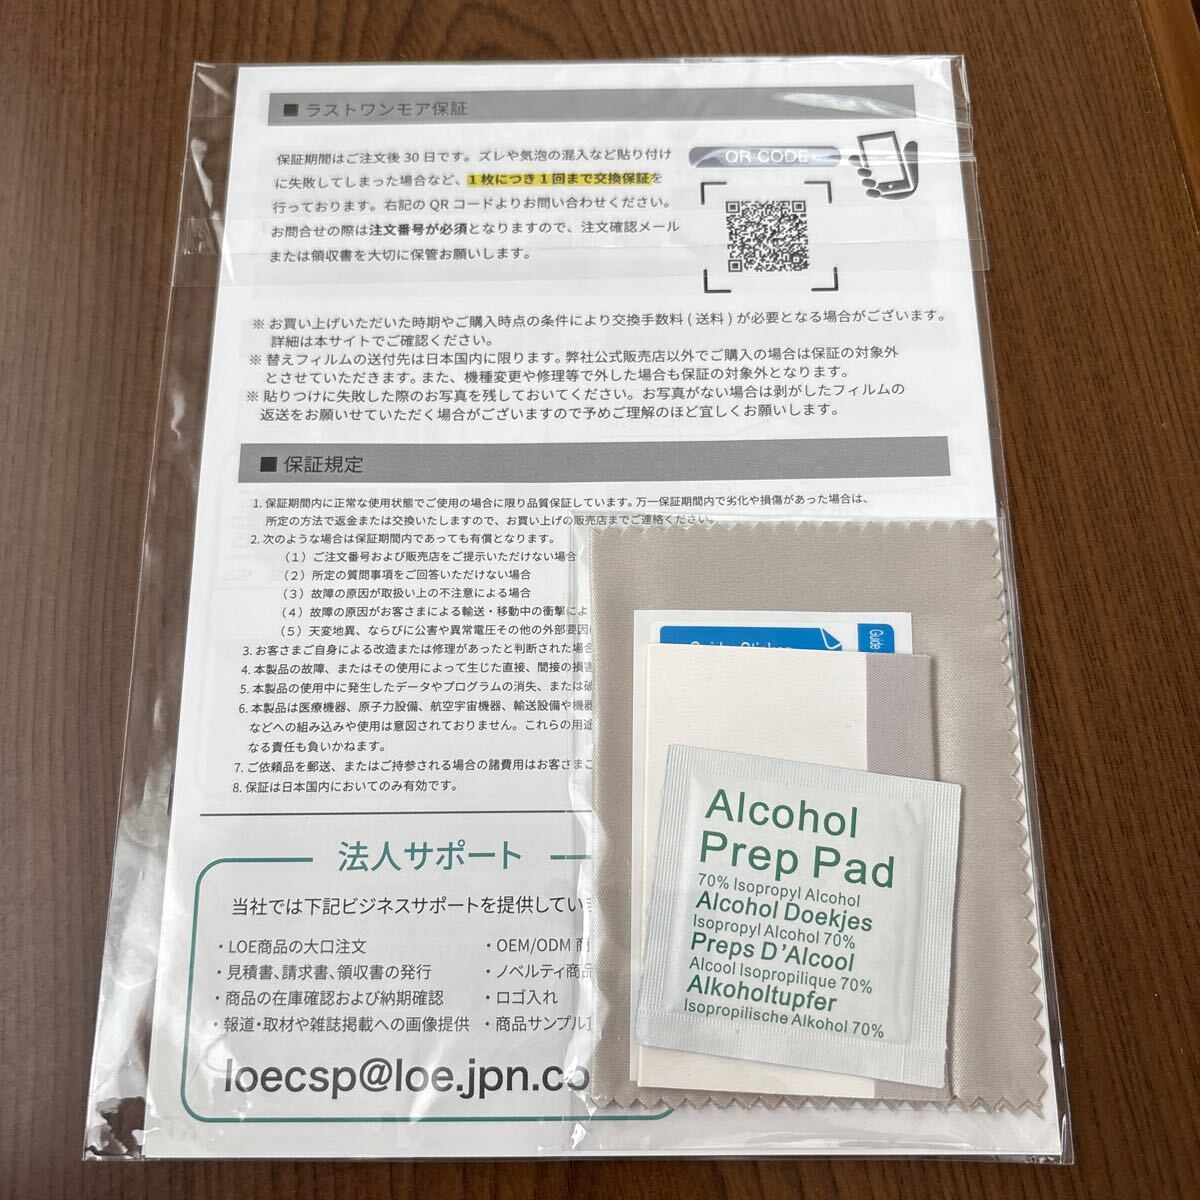 ■ ラストワンモア保証
保証期間はご注文後 30 日です。ズレや気泡の混入など貼り付け
に失敗してしまった場合など、1 枚につき 1 回まで交換保証を
行っております。右記の QR コードよりお問い合わせください。
お問合せの際は注文番号が必須となりますので、注文確認メール
または領収書を大切に保管お願いします。
QR CODE
※ お買い上げいただいた時期やご購入時点の条件により交換手数料 ( 送料 ) が必要となる場合がございます。
詳細は本サイトでご確認ください。
※ 替えフィルムの送付先は日本国内に限ります。弊社公式販売店以外でご購入の場合は保証の対象外
とさせていただきます。また、機種変更や修理等で外した場合も保証の対象外となります。
※ 貼りつけに失敗した際のお写真を残しておいてください。お写真がない場合は剥がしたフィルムの
返送をお願いせていただく場合がございますので予めご理解のほど宜しくお願いします。
■ 保証規定
1. 保証期間内に正常な使用状態でご使用の場合に限り品質保証しています。万一保証期間内で劣化や損傷があった場合は、
所定の方法で返金または交換いたしますので、お買い上げの販売店までご連絡ください。
2. 次のような場合は保証期間内であっても有償となります。
（1）ご注文番号および販売店をご提示いただけない場合
（2）所定の質問事項をご回答いただけない場合
（3）故障の原因が取扱い上の不注意による場合
（4）故障の原因がお客さまによる輸送・移動中の衝撃によ
（5）天変地異、ならびに公害や異常電圧その他の外部要因
3. お客さまご自身による改造または修理があったと判断された場合
4. 本製品の故障、またはその使用によって生じた直接、間接の損害
5. 本製品の使用中に発生したデータやプログラムの消失、または破
6. 本製品は医療機器、原子力設備、航空宇宙機器、輸送設備や機器
などへの組み込みや使用は意図されておりません。これらの用途
なる責任も負いかねます。
7. ご依頼品を郵送、またはご持参される場合の諸費用はお客さまご
8. 保証は日本国内においてのみ有効です。
法人サポート
当社では下記ビジネスサポートを提供してい
・LOE商品の大口注文
・見積書、請求書、領収書の発行
・商品の在庫確認および納期確認
・報道・取材や雑誌掲載への画像提供
・OEM/ODM 商
・ノベルティ商品
・ロゴ入れ
・商品サンプル
loecsp@loe.jpn.co
Guide Sticker
Guide
Alcohol
Prep Pad
70% Isopropyl Alcohol
Alcohol Doekjes
Isopropyl Alcohol 70%
Preps D'Alcool
Alcool Isopropilique 70%
Alkoholtupfer
Isopropilische Alkohol 70%